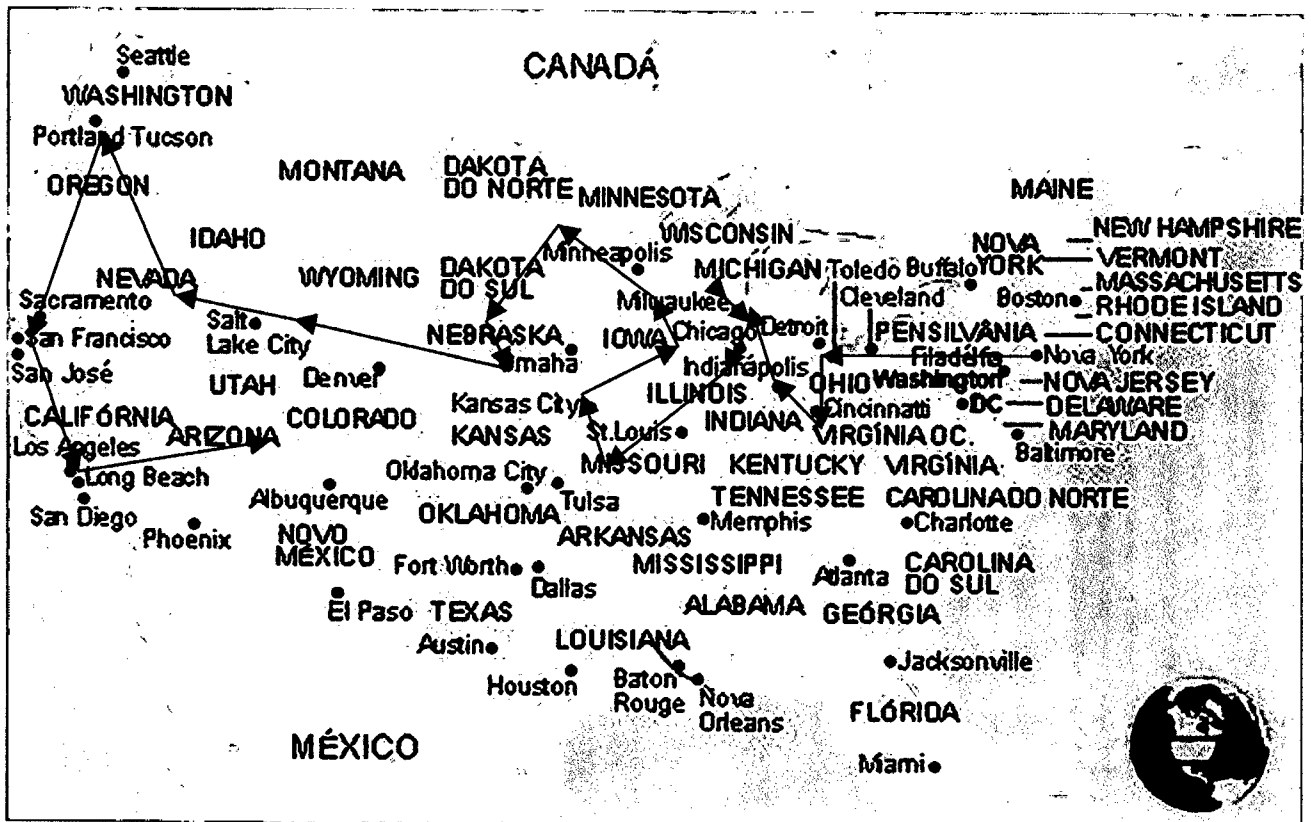 Seattle
CANADÁ
WASHINGTON
Portland Tucson
MONTANA
DAKOTA
DO NORTE
MINNESOTA
MAINE
OREGON
IDAHO
WISCONSIN
NOVA
YORK
NEW HAMPSHIRE
VERMONT
NEVADA
WYOMING
DAKOTA
DO SUL
Minneapolis
MICHIGAN
Toledo
Buffalo
MASSACHUSETTS
Cleveland
Boston
RHODE ISLAND
Sacramento
Milwaukee
San Francisco
Salt
Lake City
NEBRASKA
IOWA
Chicago
Detroit
PENSILVÂNIA
CONNECTICUT
San José
Omaha
Indianápolis
Filadélfia
Nova York
UTAH
Denver
ILLINOIS
OHIO
Washington
DC
NOVA JERSEY
CALIFÓRNIA
COLORADO
Kansas City
INDIANA
Cincinnatti
DELAWARE
Los Angeles
ARIZONA
KANSAS
St.Louis
VIRGÍNIA OC.
MARYLAND
Baltimore
Long Beach
Oklahoma City
MISSOURI
KENTUCKY
VIRGÍNIA
San Diego
Albuquerque
Tulsa
TENNESSEE
CAROLINA DO NORTE
Phoenix
NOVO
MÉXICO
OKLAHOMA
ARKANSAS
Memphis
Charlotte
Fort Worth
Dallas
MISSISSIPPI
Atlanta
CAROLINA
DO SUL
El Paso
TEXAS
ALABAMA
GEÓRGIA
Austin
LOUISIANA
Jacksonville
Houston
Baton
Rouge
Nova
Orleans
FLÓRIDA
MÉXICO
Miami